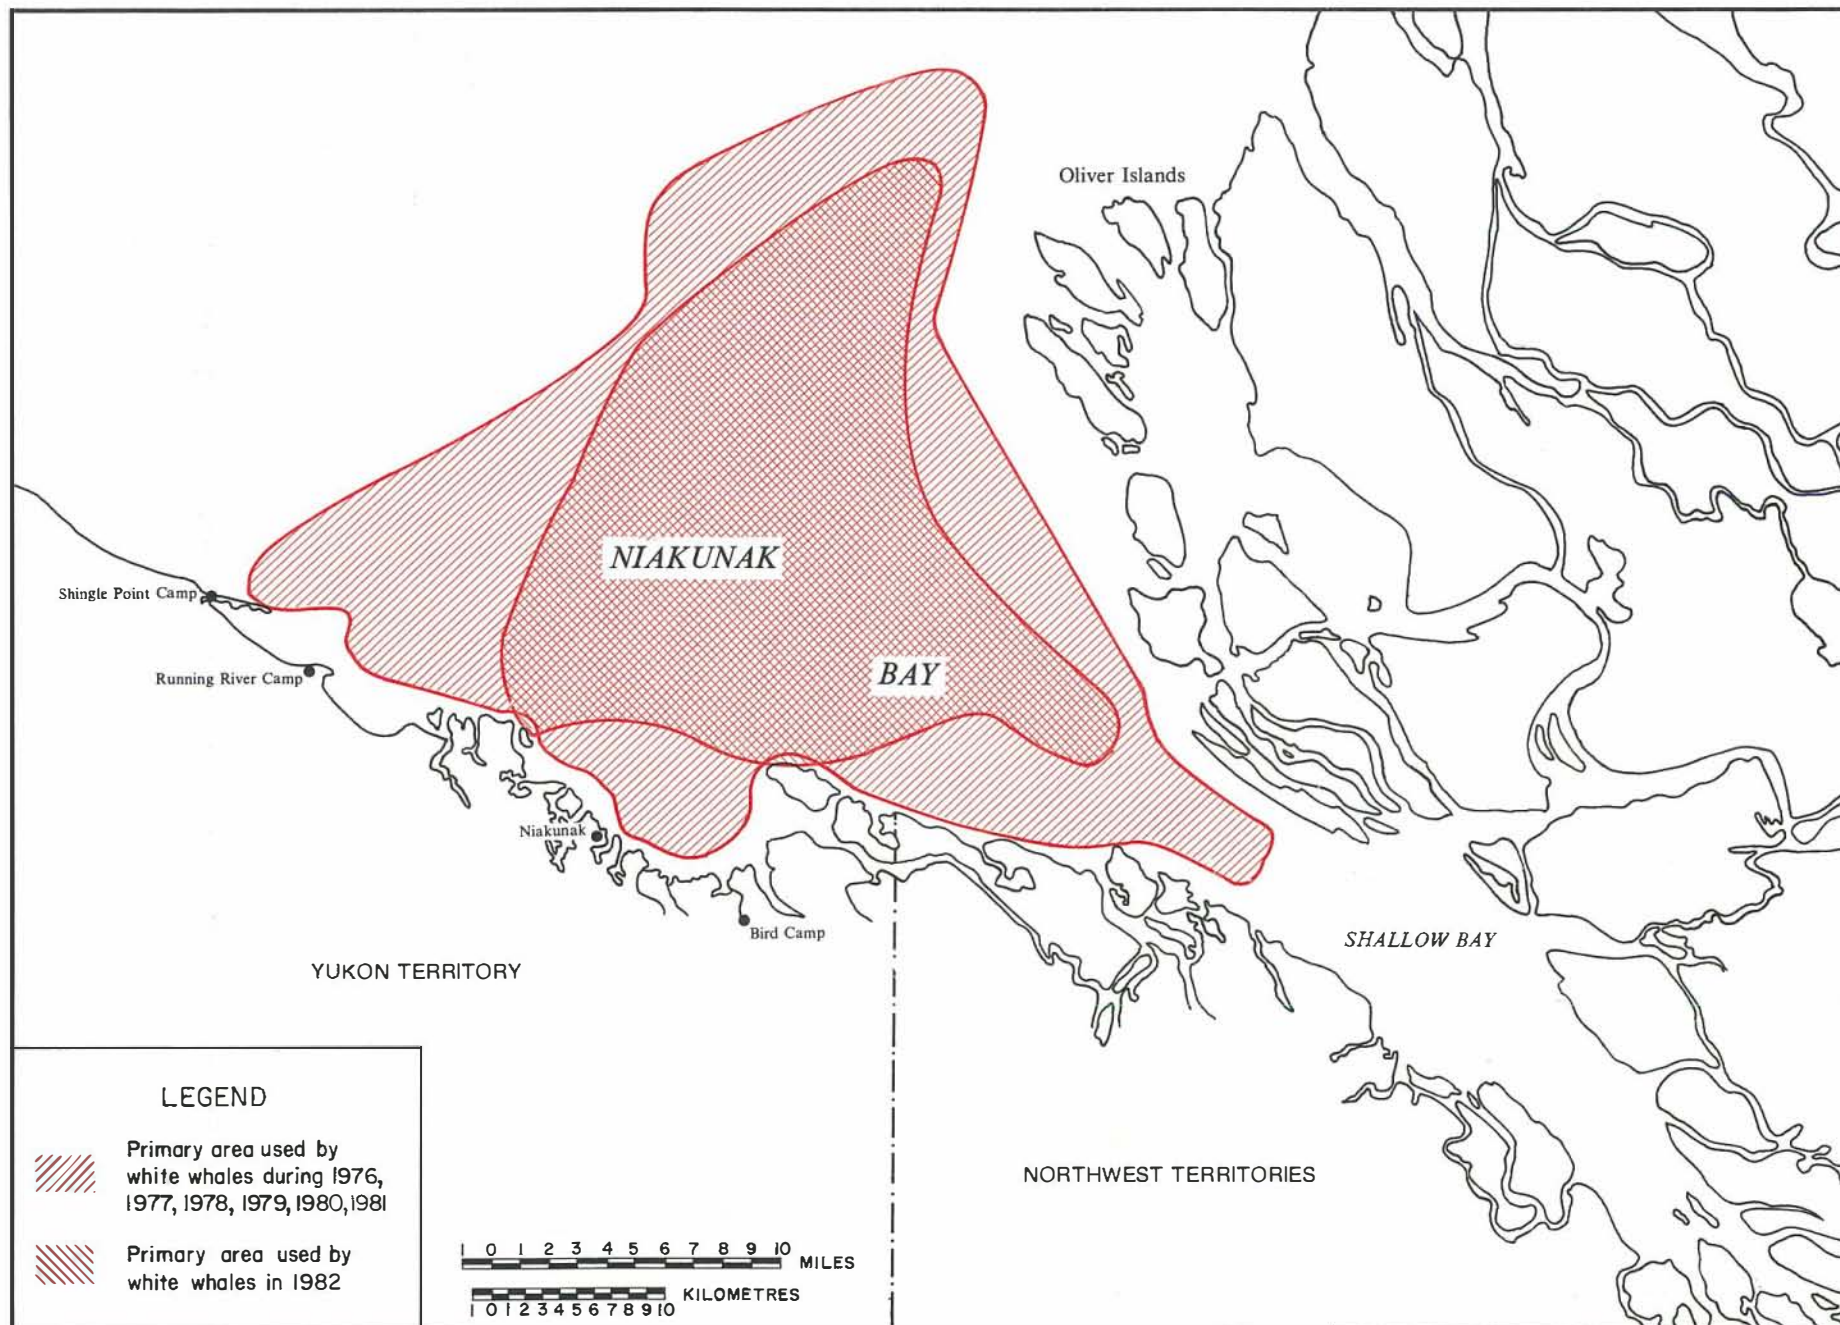 Oliver Islands
NIAKUNAK
BAY
Shingle Point Camp
Running River Camp
Niakunak
Bird Camp
SHALLOW BAY
YUKON TERRITORY
NORTHWEST TERRITORIES
LEGEND
Primary area used by
white whales during 1976,
1977, 1978, 1979, 1980, 1981
Primary area used by
white whales in 1982
1 0 1 2 3 4 5 6 7 8 9 10
MILES
KILOMETRES
1 0 1 2 3 4 5 6 7 8 9 10